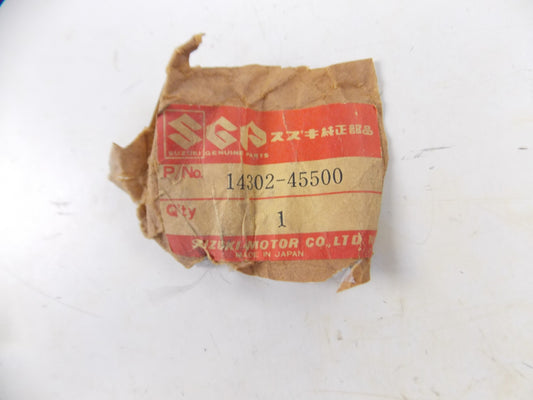 SGP スズキ純正部品
SUZUKI GENUINE PARTS
P/No. 14302-45500
Q'ty 1
SUZUKI MOTOR CO.,LTD
MADE IN JAPAN